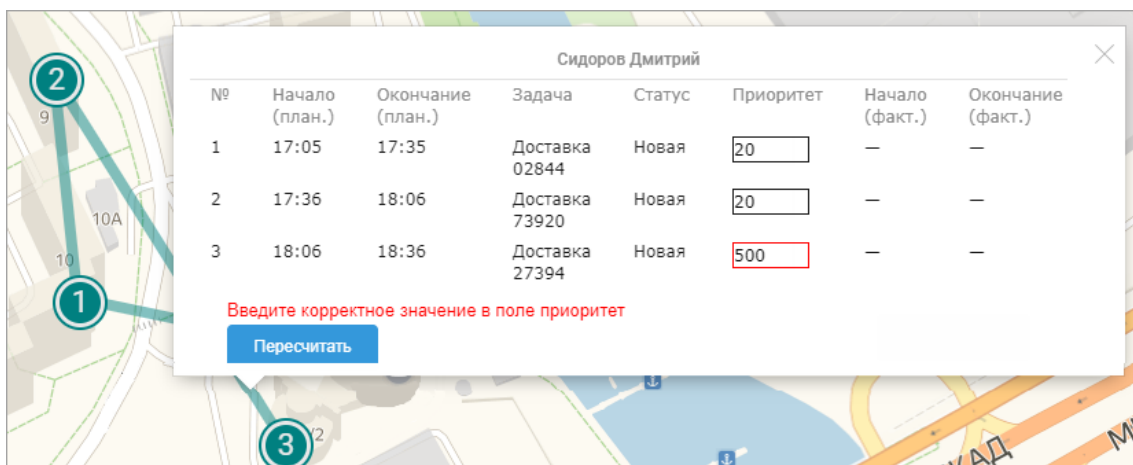 Сидоров Дмитрий
№ Начало (план.) Окончание (план.) Задача Статус Приоритет Начало (факт.) Окончание (факт.)
1 17:05 17:35 Доставка 02844 Новая 20 — —
2 17:36 18:06 Доставка 73920 Новая 20 — —
3 18:06 18:36 Доставка 27394 Новая 500 — —
Введите корректное значение в поле приоритет
Пересчитать
2
9
10А
10
1
3
/2
КАД
М